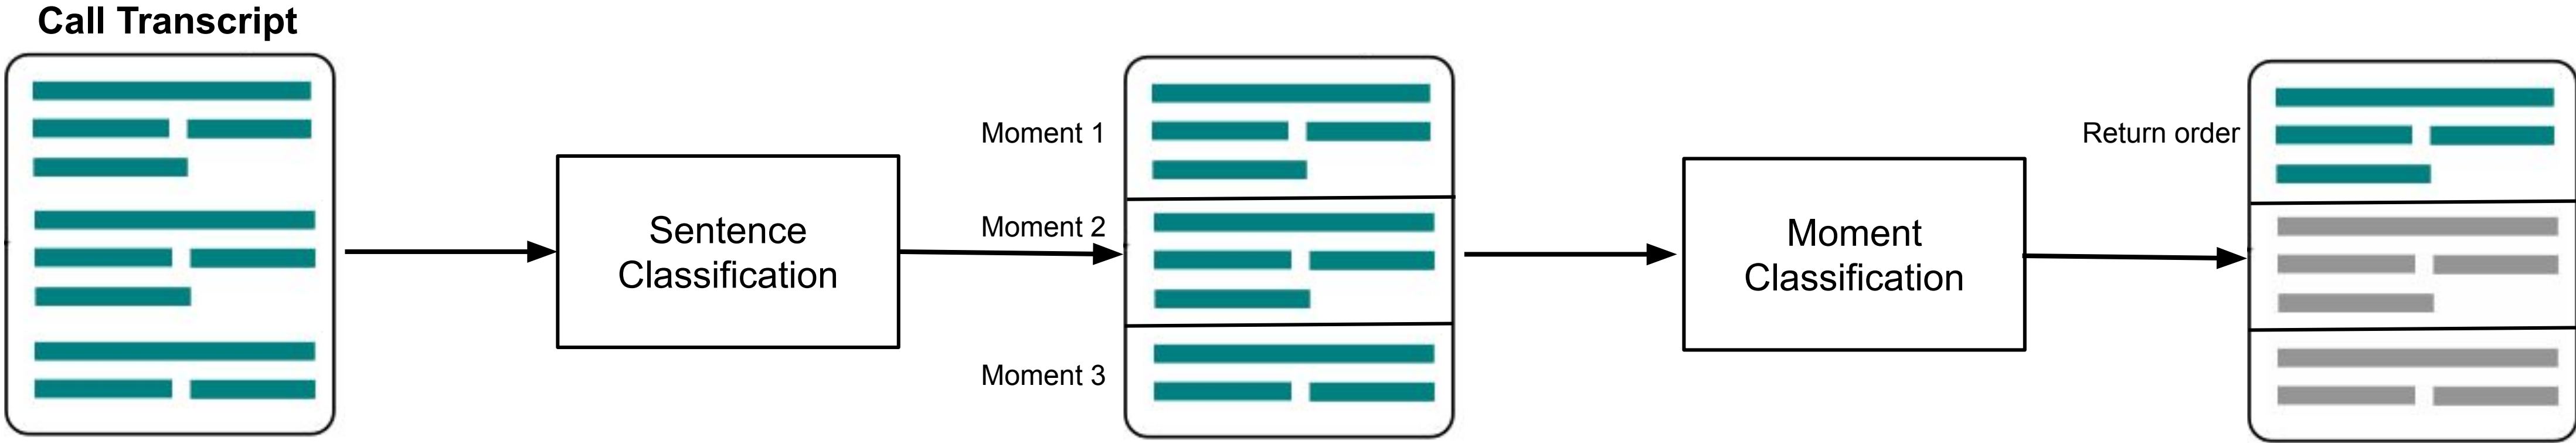 Call Transcript
Sentence
Classification
Moment 1
Moment 2
Moment 3
Moment
Classification
Return order